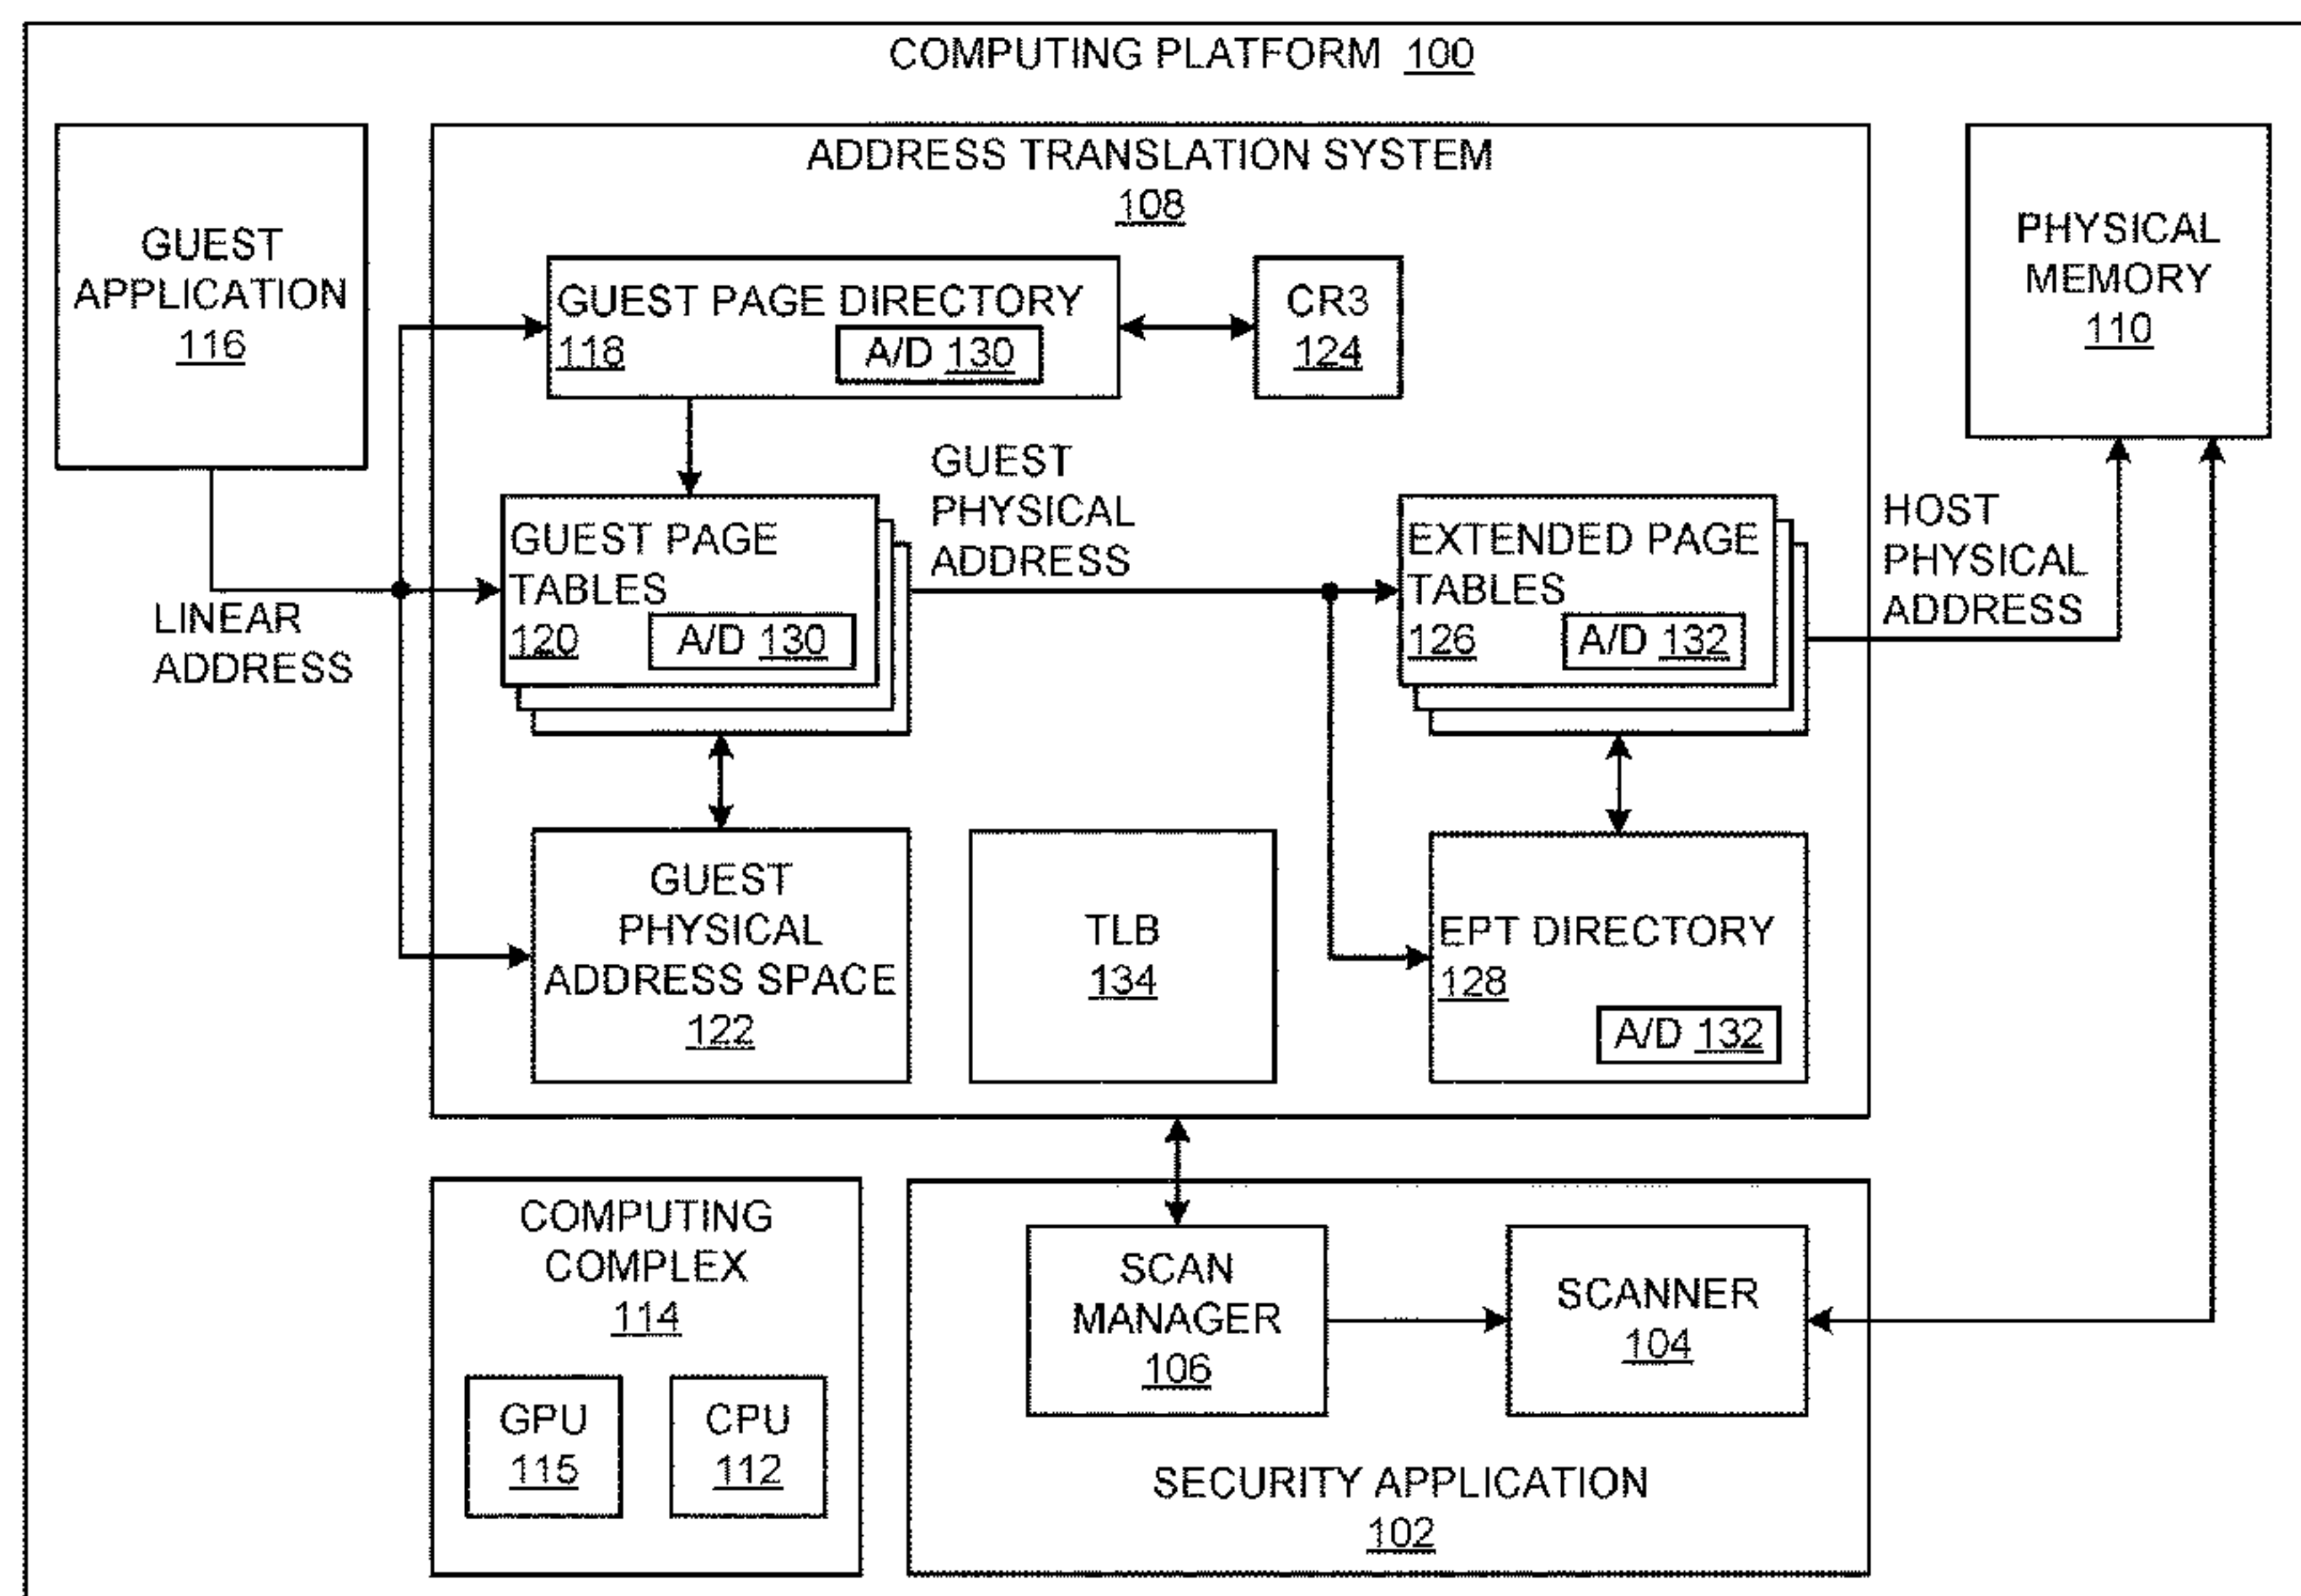 COMPUTING PLATFORM 100
ADDRESS TRANSLATION SYSTEM
108
GUEST
APPLICATION
116
PHYSICAL
MEMORY
110
GUEST PAGE DIRECTORY
118
A/D 130
CR3
124
GUEST
PHYSICAL
ADDRESS
GUEST PAGE
TABLES
120
A/D 130
EXTENDED PAGE
TABLES
126
A/D 132
HOST
PHYSICAL
ADDRESS
LINEAR
ADDRESS
GUEST
PHYSICAL
ADDRESS SPACE
122
TLB
134
EPT DIRECTORY
128
A/D 132
COMPUTING
COMPLEX
114
GPU
115
CPU
112
SCAN
MANAGER
106
SCANNER
104
SECURITY APPLICATION
102